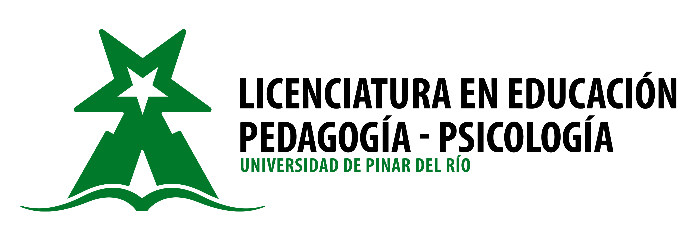 LICENCIATURA EN EDUCACIÓN
PEDAGOGÍA - PSICOLOGÍA
UNIVERSIDAD DE PINAR DEL RÍO